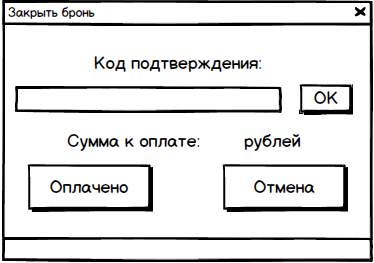 Закрыть бронь
Код подтверждения:
OK
Сумма к оплате: рублей
Оплачено Отмена